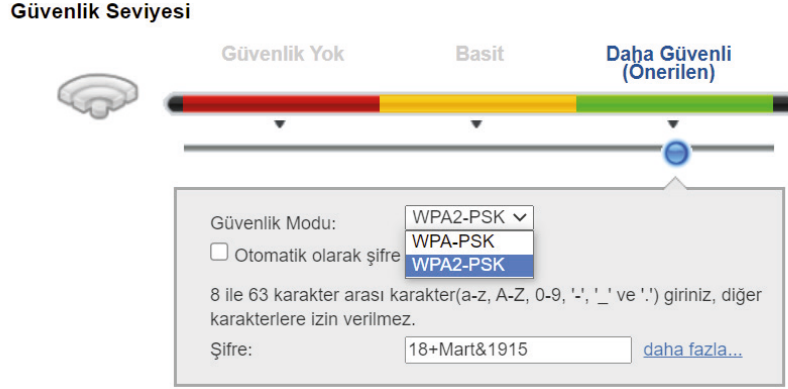 Güvenlik Seviyesi
Güvenlik Yok
Basit
Daha Güvenli
(Önerilen)
Güvenlik Modu:
WPA2-PSK
WPA-PSK
WPA2-PSK
Otomatik olarak şifre
8 ile 63 karakter arası karakter(a-z, A-Z, 0-9, '-', '_' ve '.') giriniz, diğer
karakterlere izin verilmez.
Şifre:
18+Mart&1915
daha fazla...